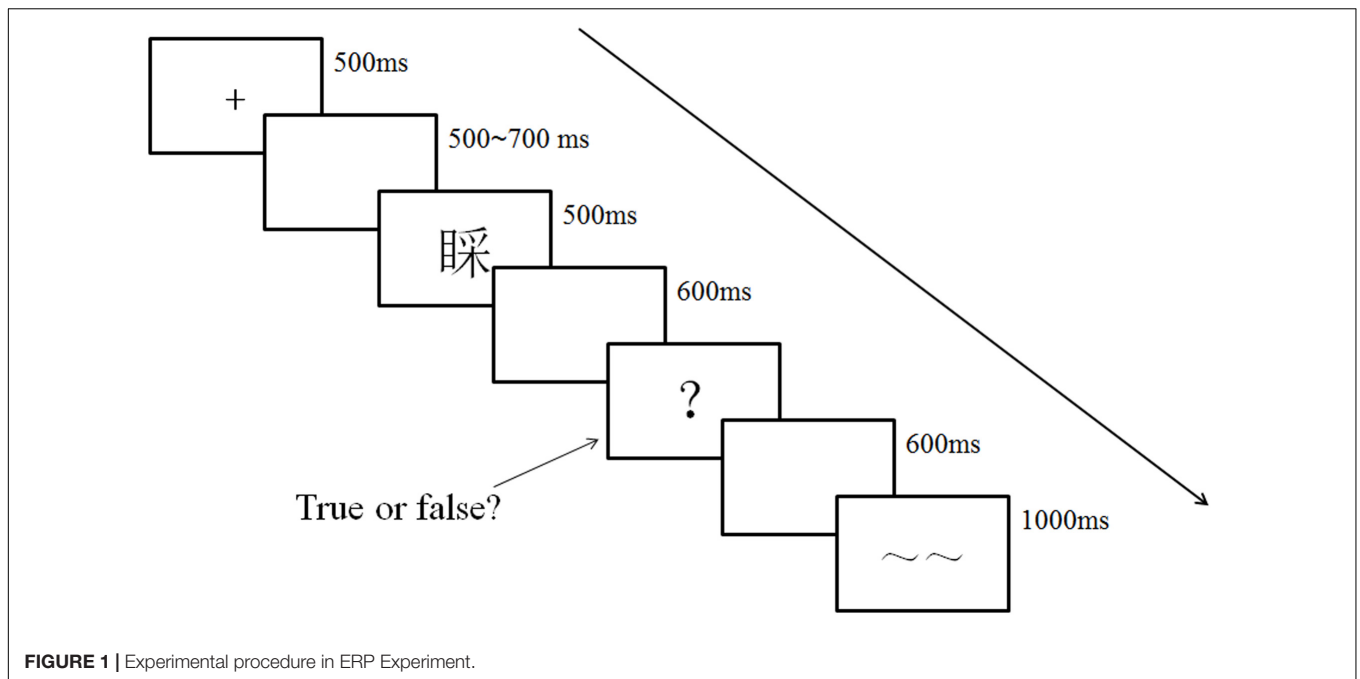 +
500ms
500~700 ms
睬
500ms
600ms
?
True or false?
600ms
~~
1000ms
FIGURE 1 | Experimental procedure in ERP Experiment.